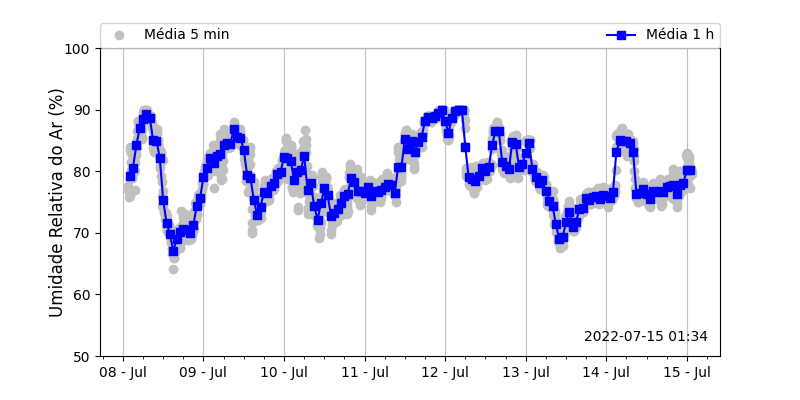 Média 5 min Média 1 h
100
90
80
70
60
50
Umidade Relativa do Ar (%)
2022-07-15 01:34
08 - Jul 09 - Jul 10 - Jul 11 - Jul 12 - Jul 13 - Jul 14 - Jul 15 - Jul